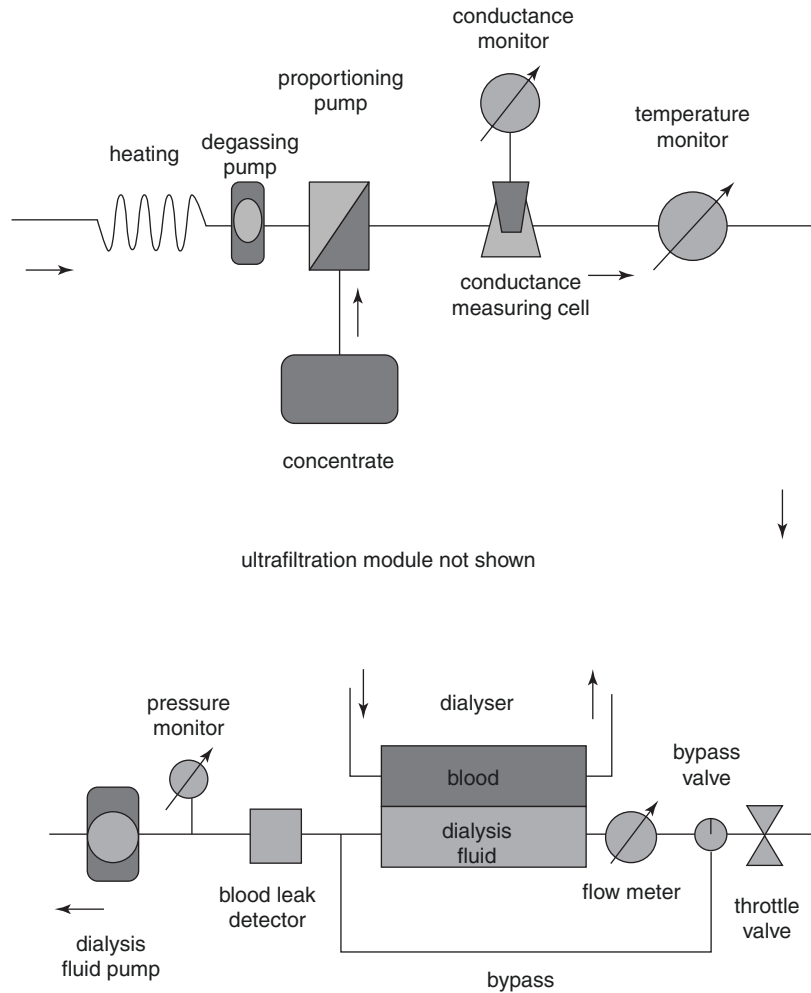 conductance
monitor
proportioning
pump
temperature
monitor
degassing
pump
heating
conductance
measuring cell
concentrate
ultrafiltration module not shown
pressure
monitor
dialyser
bypass
valve
blood
dialysis
fluid
flow meter
blood leak
detector
throttle
valve
dialysis
fluid pump
bypass